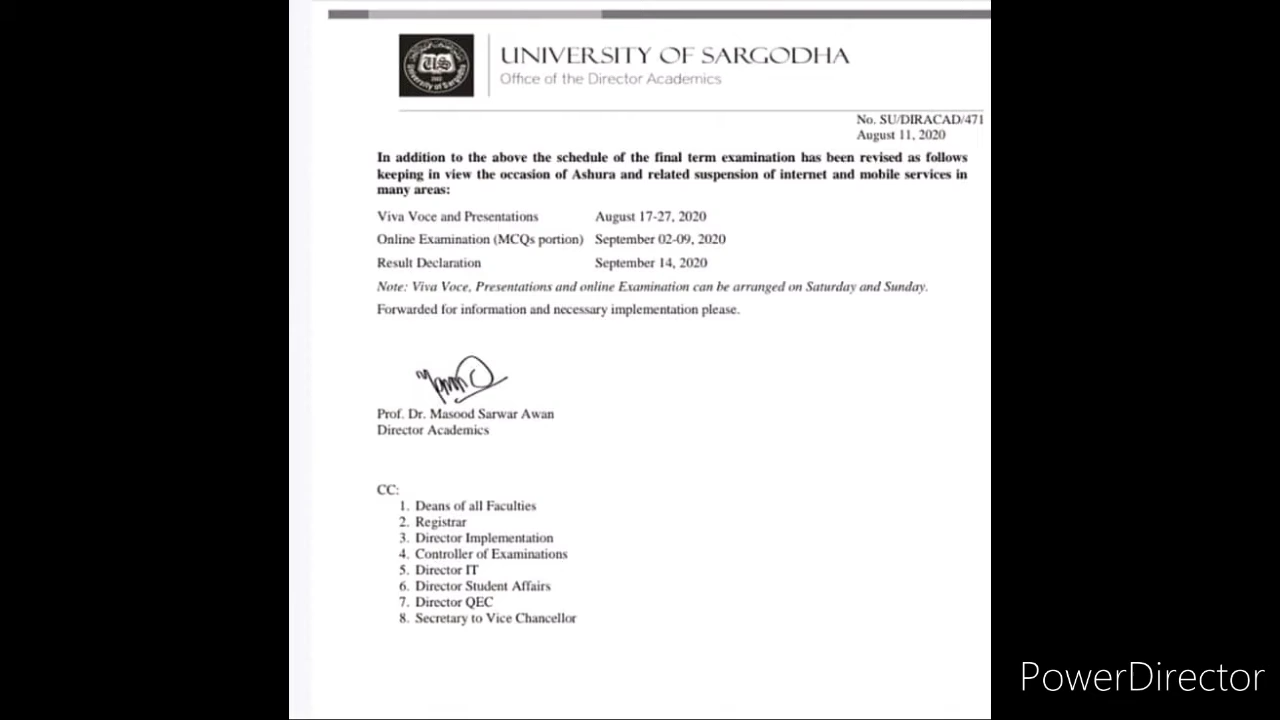 US
2002
University of Sargodha
UNIVERSITY OF SARGODHA
Office of the Director Academics
No. SU/DIRACAD/471
August 11, 2020
In addition to the above the schedule of the final term examination has been revised as follows
keeping in view the occasion of Ashura and related suspension of internet and mobile services in
many areas:
Viva Voce and Presentations August 17-27, 2020
Online Examination (MCQs portion) September 02-09, 2020
Result Declaration September 14, 2020
Note: Viva Voce, Presentations and online Examination can be arranged on Saturday and Sunday.
Forwarded for information and necessary implementation please.
Prof. Dr. Masood Sarwar Awan
Director Academics
CC:
1. Deans of all Faculties
2. Registrar
3. Director Implementation
4. Controller of Examinations
5. Director IT
6. Director Student Affairs
7. Director QEC
8. Secretary to Vice Chancellor
PowerDirector